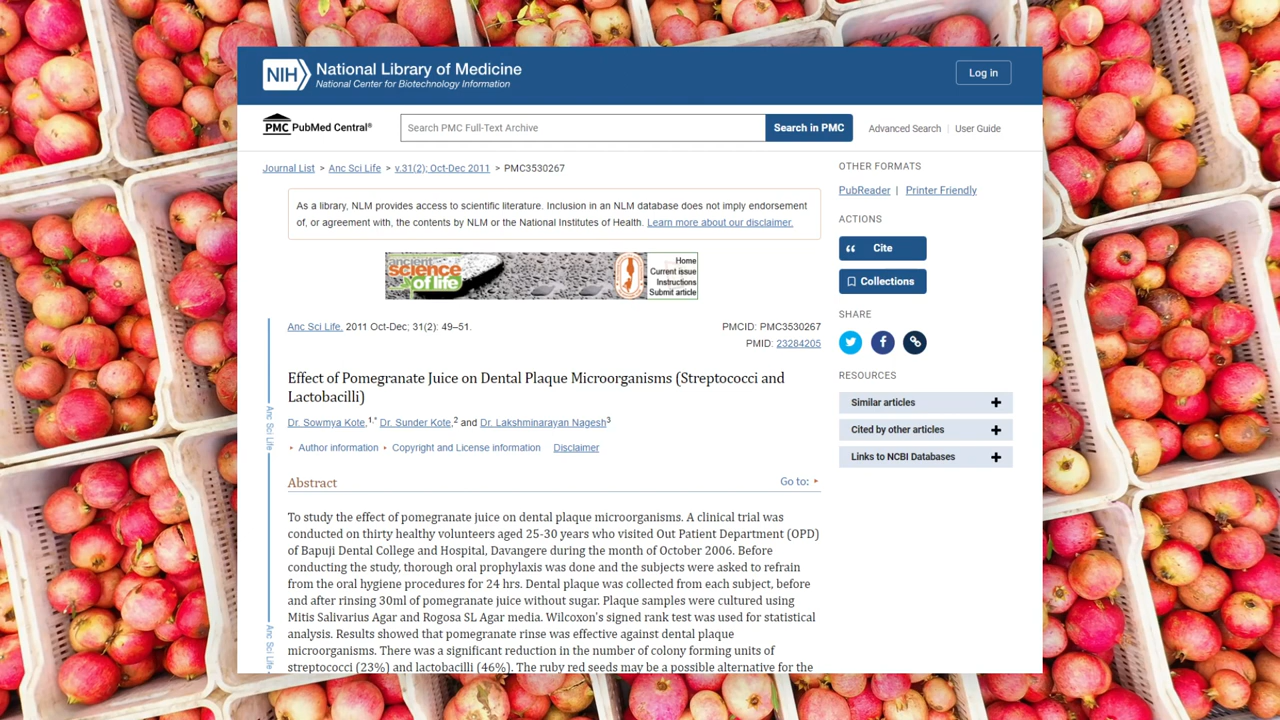 NIH
National Library of Medicine
National Center for Biotechnology Information
Log in
PMC PubMed Central®
Search PMC Full-Text Archive
Search in PMC
Advanced Search | User Guide
Journal List > Anc Sci Life > v.31(2); Oct-Dec 2011 > PMC3530267
As a library, NLM provides access to scientific literature. Inclusion in an NLM database does not imply endorsement
of, or agreement with, the contents by NLM or the National Institutes of Health. Learn more about our disclaimer.
ancient
science
of life
Home
Current issue
Instructions
Submit article
Anc Sci Life. 2011 Oct-Dec; 31(2): 49–51.
PMCID: PMC3530267
PMID: 23284205
Effect of Pomegranate Juice on Dental Plaque Microorganisms (Streptococci and
Lactobacilli)
Dr. Sowmya Kote,1,* Dr. Sunder Kote,2 and Dr. Lakshminarayan Nagesh3
▸ Author information ▸ Copyright and License information Disclaimer
Abstract
Go to: ▸
To study the effect of pomegranate juice on dental plaque microorganisms. A clinical trial was
conducted on thirty healthy volunteers aged 25-30 years who visited Out Patient Department (OPD)
of Bapuji Dental College and Hospital, Davangere during the month of October 2006. Before
conducting the study, thorough oral prophylaxis was done and the subjects were asked to refrain
from the oral hygiene procedures for 24 hrs. Dental plaque was collected from each subject, before
and after rinsing 30ml of pomegranate juice without sugar. Plaque samples were cultured using
Mitis Salivarius Agar and Rogosa SL Agar media. Wilcoxon's signed rank test was used for statistical
analysis. Results showed that pomegranate rinse was effective against dental plaque
microorganisms. There was a significant reduction in the number of colony forming units of
streptococci (23%) and lactobacilli (46%). The ruby red seeds may be a possible alternative for the
Anc Sci Life
Anc Sci Life
OTHER FORMATS
PubReader | Printer Friendly
ACTIONS
Cite
Collections
SHARE
RESOURCES
Similar articles
Cited by other articles
Links to NCBI Databases